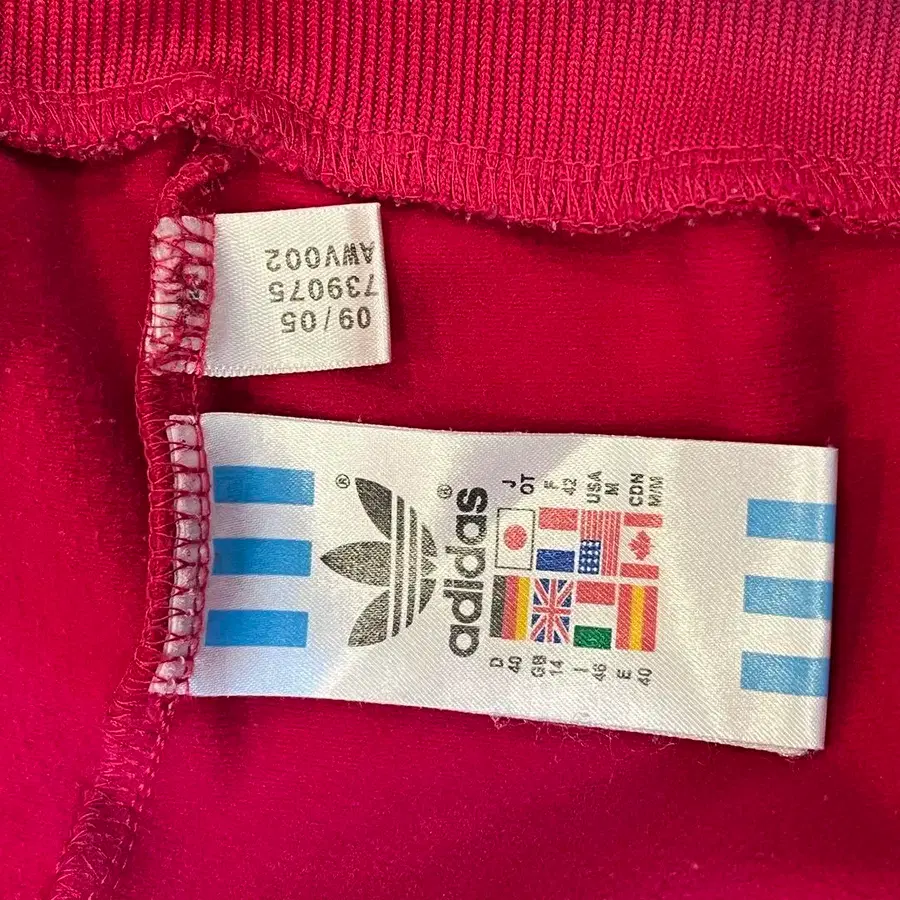 09/05
739075
AWV002
®
adidas®
D J
40 OT
GB F
14 42
I USA
46 M
E CDN
40 M/M